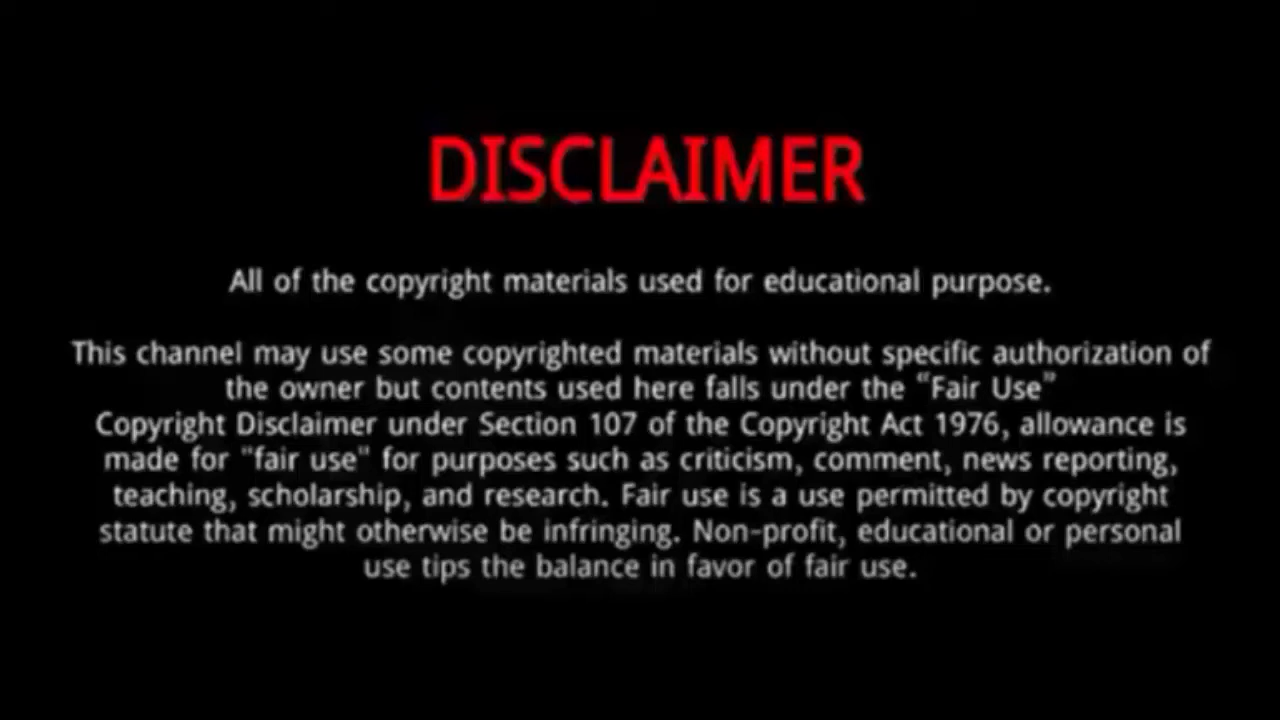 DISCLAIMER
All of the copyright materials used for educational purpose.
This channel may use some copyrighted materials without specific authorization of
the owner but contents used here falls under the “Fair Use”
Copyright Disclaimer under Section 107 of the Copyright Act 1976, allowance is
made for "fair use" for purposes such as criticism, comment, news reporting,
teaching, scholarship, and research. Fair use is a use permitted by copyright
statute that might otherwise be infringing. Non-profit, educational or personal
use tips the balance in favor of fair use.